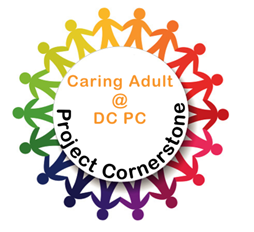 Caring Adult
@
DC PC
Project Cornerstone